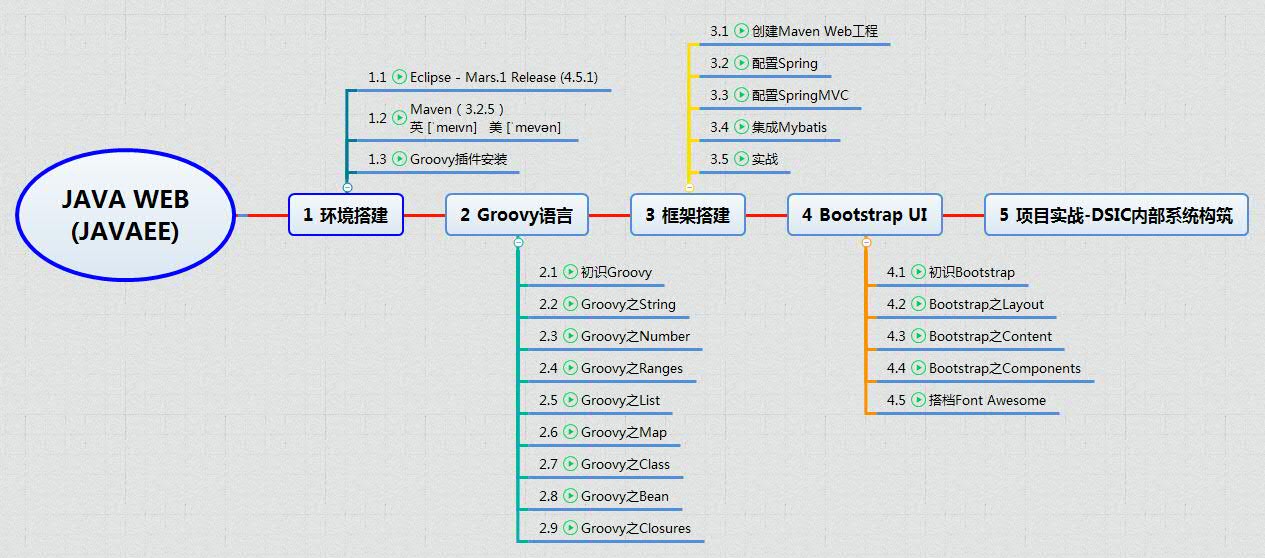 JAVA WEB
(JAVAEE)
1 环境搭建
1.1 Eclipse - Mars.1 Release (4.5.1)
1.2 Maven（3.2.5）
英 [ˈmeɪvn] 美 [ˈmevən]
1.3 Groovy插件安装
2 Groovy语言
2.1 初识Groovy
2.2 Groovy之String
2.3 Groovy之Number
2.4 Groovy之Ranges
2.5 Groovy之List
2.6 Groovy之Map
2.7 Groovy之Class
2.8 Groovy之Bean
2.9 Groovy之Closures
3 框架搭建
3.1 创建Maven Web工程
3.2 配置Spring
3.3 配置SpringMVC
3.4 集成Mybatis
3.5 实战
4 Bootstrap UI
4.1 初识Bootstrap
4.2 Bootstrap之Layout
4.3 Bootstrap之Content
4.4 Bootstrap之Components
4.5 搭档Font Awesome
5 项目实战-DSIC内部系统构筑